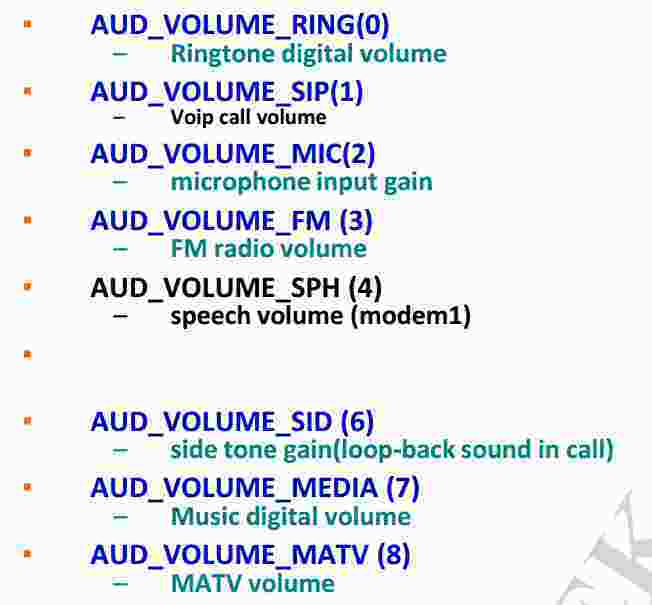 AUD_VOLUME_RING(0)
– Ringtone digital volume
AUD_VOLUME_SIP(1)
– Voip call volume
AUD_VOLUME_MIC(2)
– microphone input gain
AUD_VOLUME_FM (3)
– FM radio volume
AUD_VOLUME_SPH (4)
– speech volume (modem1)
AUD_VOLUME_SID (6)
– side tone gain(loop-back sound in call)
AUD_VOLUME_MEDIA (7)
– Music digital volume
AUD_VOLUME_MATV (8)
– MATV volume